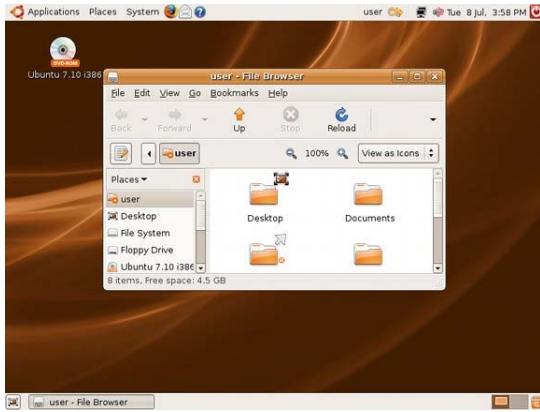 Applications Places System
user
Tue 8 Jul, 3:58 PM
DVD-ROM
Ubuntu 7.10 i386
user - File Browser
File Edit View Go Bookmarks Help
Back Forward Up Stop Reload
user 100% View as Icons
Places
user
Desktop
File System
Floppy Drive
Ubuntu 7.10 i386
Desktop Documents
8 items, Free space: 4.5 GB
user - File Browser